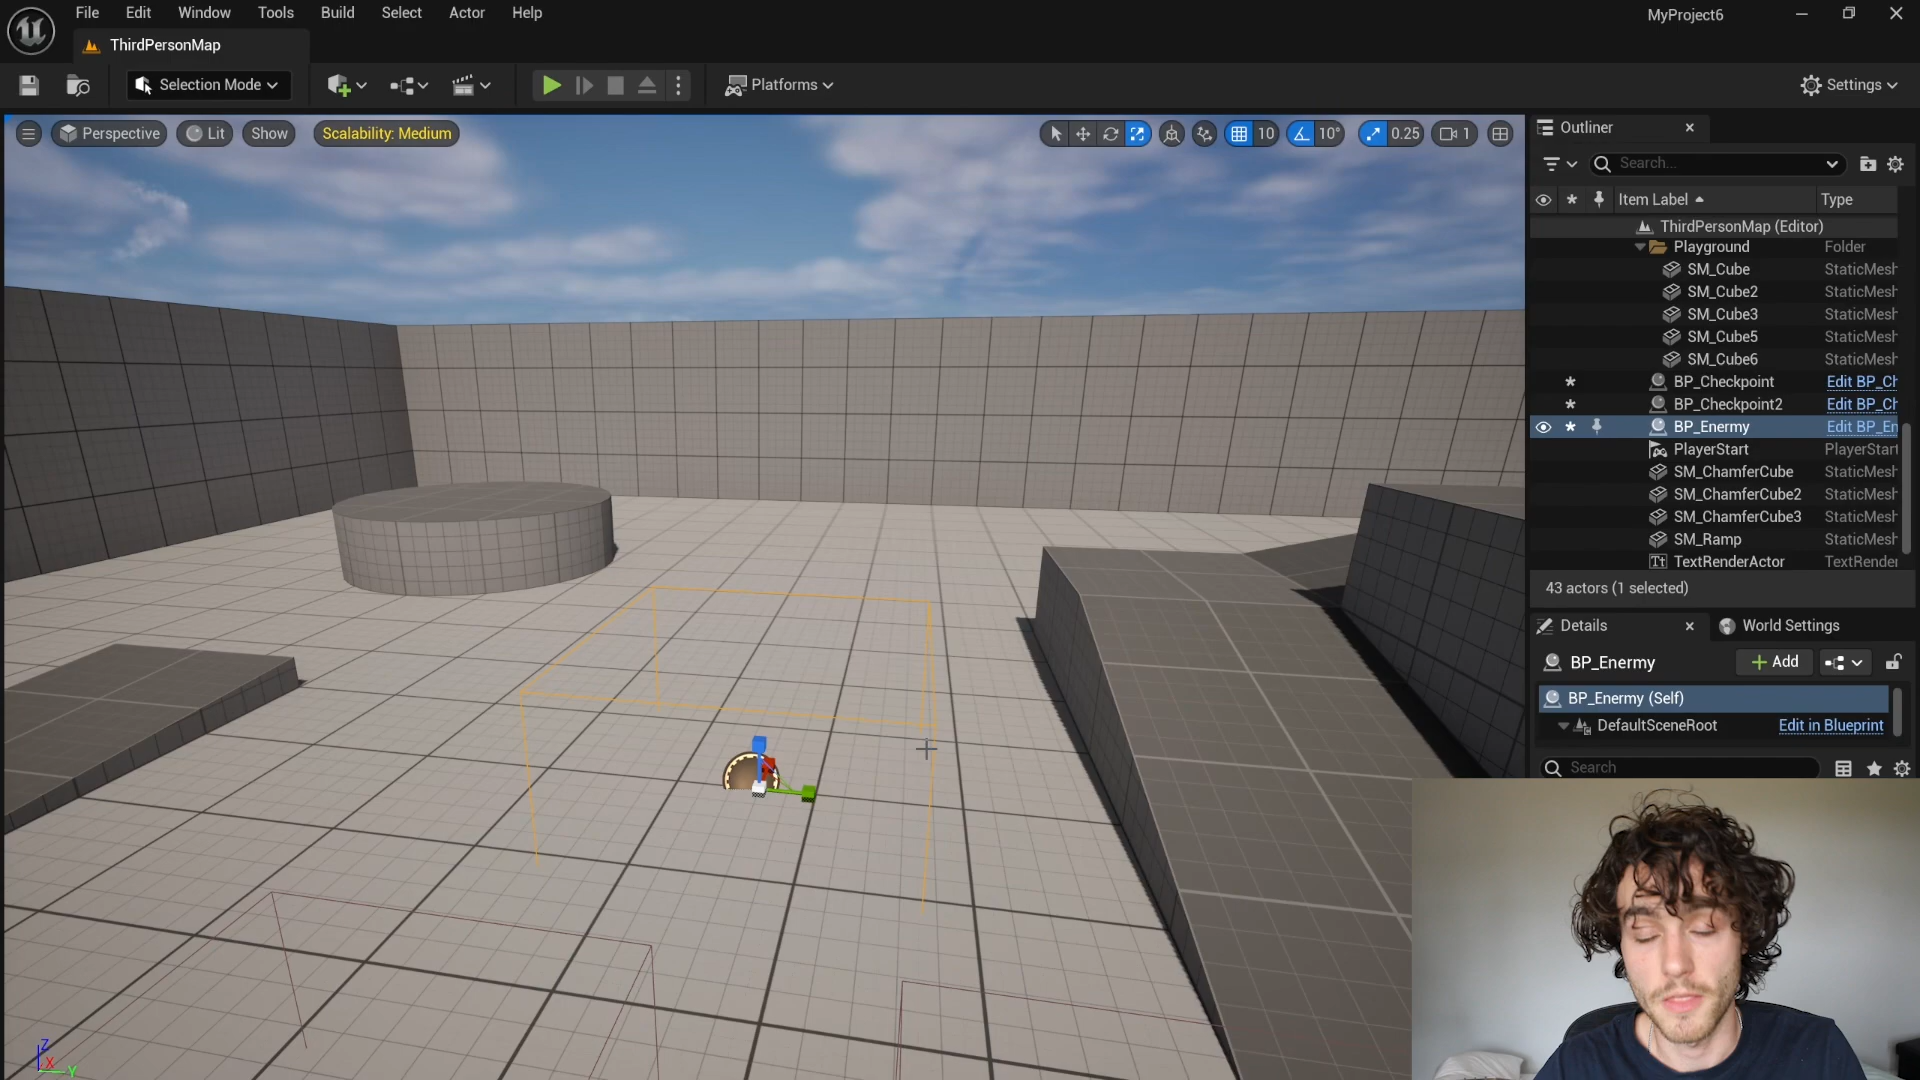 File Edit Window Tools Build Select Actor Help
MyProject6
ThirdPersonMap
Selection Mode
Platforms
Settings
Perspective Lit Show Scalability: Medium
10 10° 0.25 1
Outliner
Search...
Item Label Type
ThirdPersonMap (Editor)
Playground Folder
SM_Cube StaticMesh
SM_Cube2 StaticMesh
SM_Cube3 StaticMesh
SM_Cube5 StaticMesh
SM_Cube6 StaticMesh
BP_Checkpoint Edit BP_Ch
BP_Checkpoint2 Edit BP_Ch
BP_Enermy Edit BP_En
PlayerStart PlayerStart
SM_ChamferCube StaticMesh
SM_ChamferCube2 StaticMesh
SM_ChamferCube3 StaticMesh
SM_Ramp StaticMesh
TextRenderActor TextRender
43 actors (1 selected)
Details World Settings
BP_Enermy Add
BP_Enermy (Self)
DefaultSceneRoot Edit in Blueprint
Search
Z
X
Y